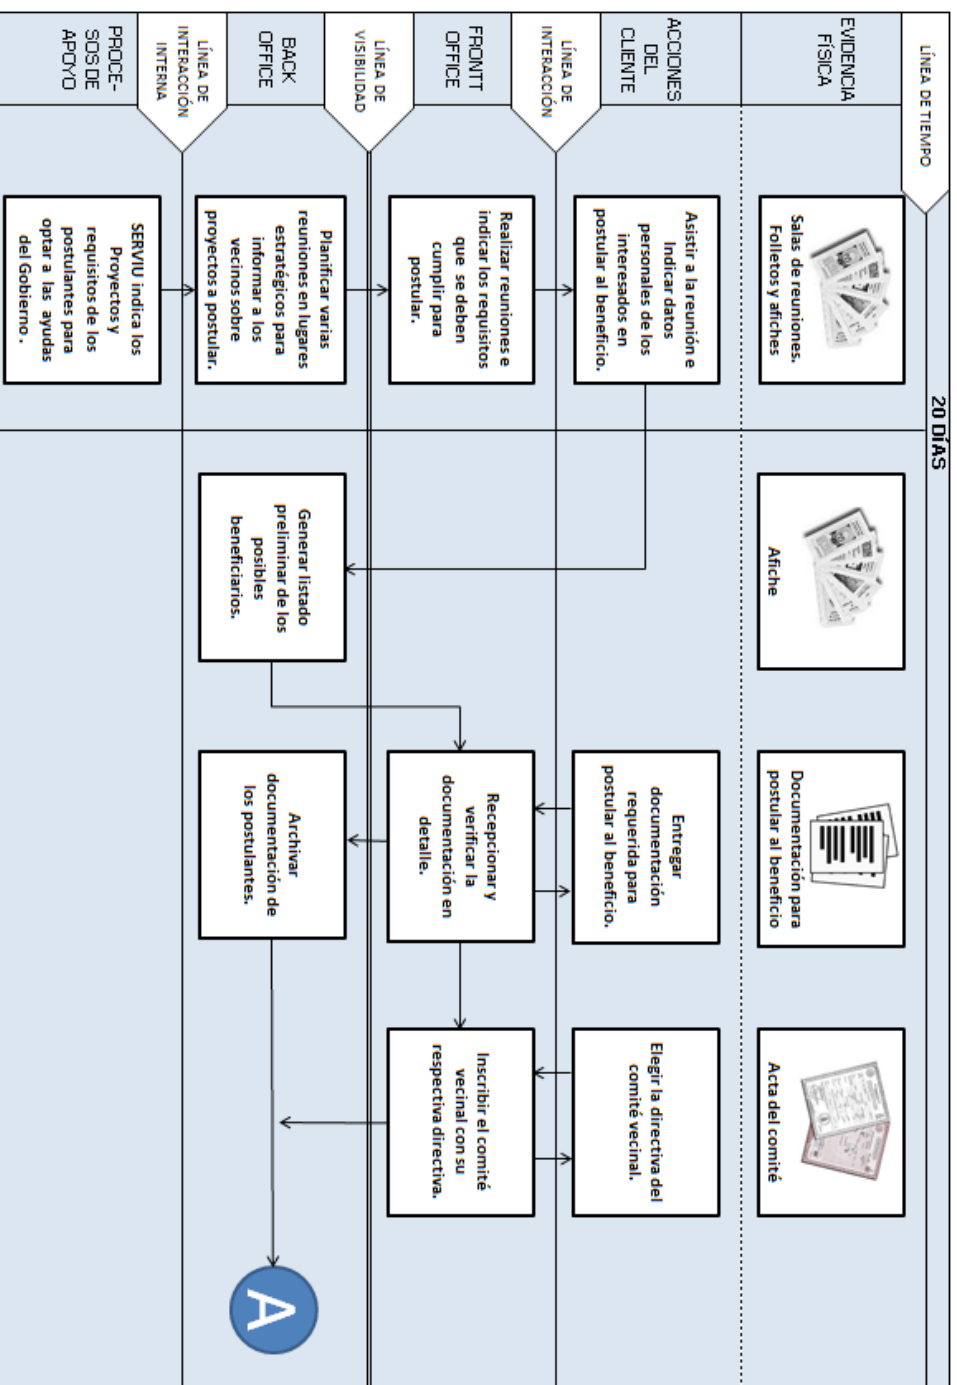 LÍNEA DE TIEMPO
20 DÍAS
EVIDENCIA
FÍSICA
Salas de reuniones.
Folletos y afiches
Afiche
Documentación para
postular al beneficio
Acta del comité
ACCIONES
DEL
CLIENTE
Asistir a la reunión e
Indicar datos
personales de los
interesados en
postular al beneficio.
Entregar
documentación
requerida para
postular al beneficio.
Elegir la directiva del
comité vecinal.
LÍNEA DE
INTERACCIÓN
FRONTT
OFFICE
Realizar reuniones e
indicar los requisitos
que se deben
cumplir para
postular.
Recepcionar y
verificar la
documentación en
detalle.
Inscribir el comité
vecinal con su
respectiva directiva.
LÍNEA DE
VISIBILIDAD
BACK
OFFICE
Planificar varias
reuniones en lugares
estratégicos para
informar a los
vecinos sobre
proyectos a postular.
Generar listado
preliminar de los
posibles
beneficiarios.
Archivar
documentación de
los postulantes.
A
LÍNEA DE
INTERACCIÓN
INTERNA
PROCE-
SOS DE
APOYO
SERVIU indica los
Proyectos y
requisitos de los
postulantes para
optar a las ayudas
del Gobierno .